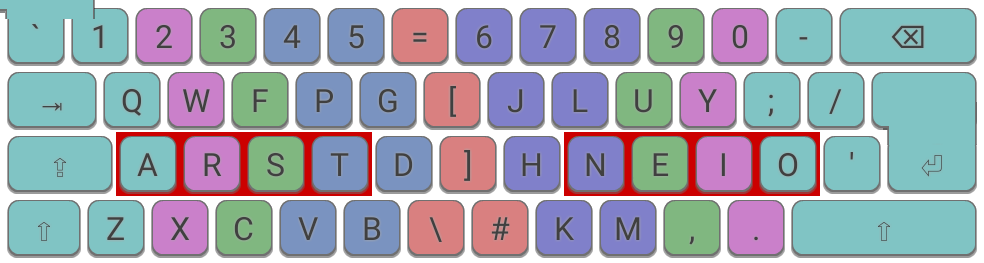 ` 1 2 3 4 5 = 6 7 8 9 0 - ⌫
⇥ Q W F P G [ J L U Y ; /
⇪ A R S T D ] H N E I O ' ⏎
⇧ Z X C V B \ # K M , . ⇧